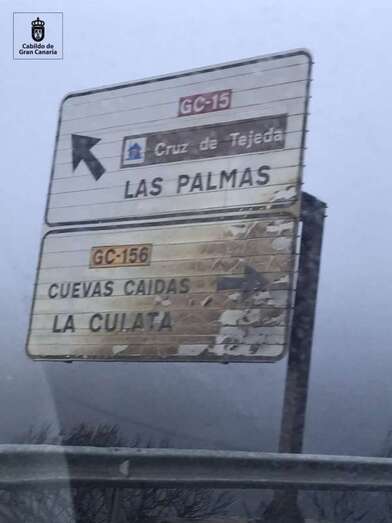 Cabildo de
Gran Canaria
GC-15
Cruz de Tejeda
LAS PALMAS
GC-156
CUEVAS CAIDAS
LA CULATA